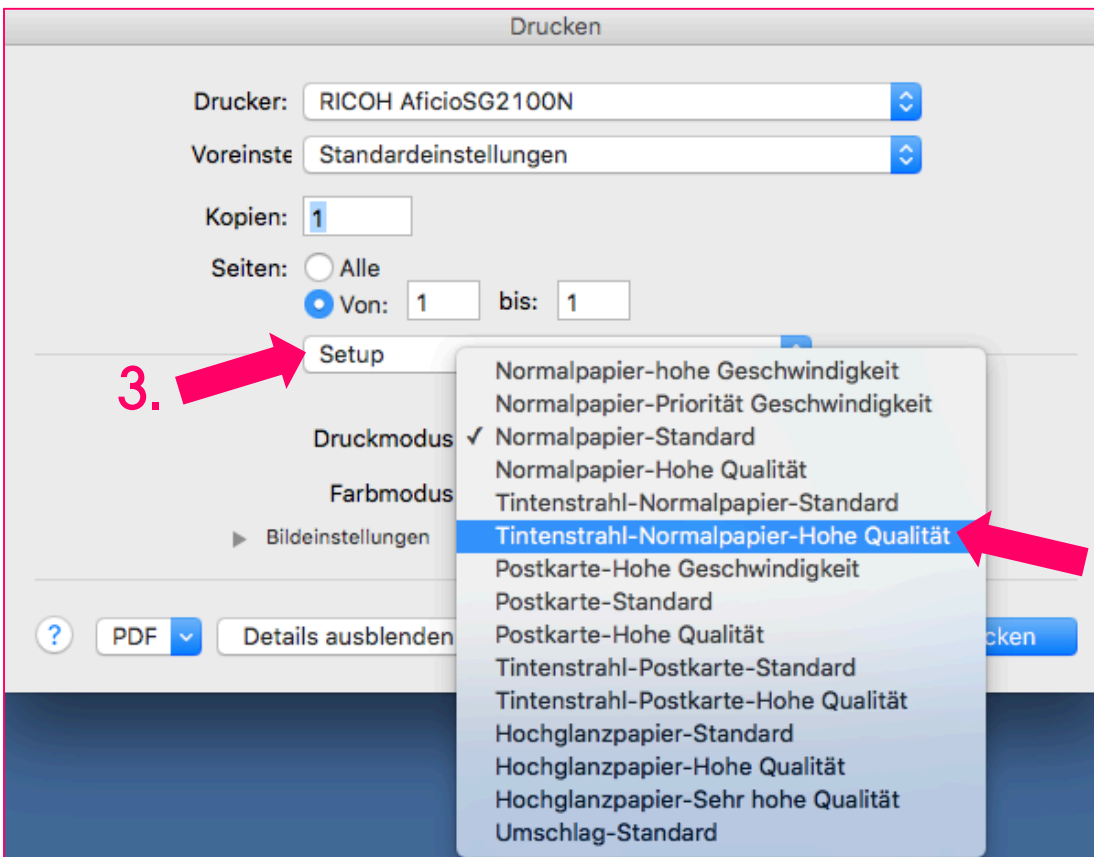 Drucken
Drucker: RICOH AficioSG2100N
Voreinste Standardeinstellungen
Kopien: 1
Seiten: Alle
Von: 1 bis: 1
3. Setup
Druckmodus
Farbmodus
Bildeinstellungen
✓ Normalpapier-Standard
Normalpapier-hohe Geschwindigkeit
Normalpapier-Priorität Geschwindigkeit
Normalpapier-Hohe Qualität
Tintenstrahl-Normalpapier-Standard
Tintenstrahl-Normalpapier-Hohe Qualität
Postkarte-Hohe Geschwindigkeit
Postkarte-Standard
Postkarte-Hohe Qualität
Tintenstrahl-Postkarte-Standard
Tintenstrahl-Postkarte-Hohe Qualität
Hochglanzpapier-Standard
Hochglanzpapier-Hohe Qualität
Hochglanzpapier-Sehr hohe Qualität
Umschlag-Standard
? PDF Details ausblenden cken